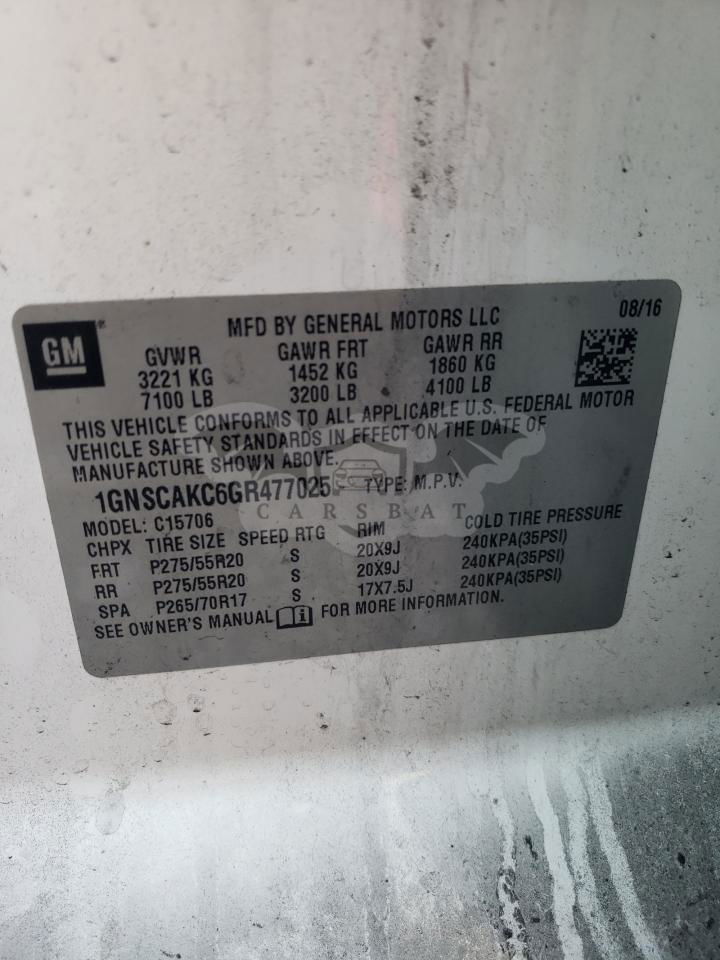 GM
MFD BY GENERAL MOTORS LLC 08/16
GVWR GAWR FRT GAWR RR
3221 KG 1452 KG 1860 KG
7100 LB 3200 LB 4100 LB
THIS VEHICLE CONFORMS TO ALL APPLICABLE U.S. FEDERAL MOTOR
VEHICLE SAFETY STANDARDS IN EFFECT ON THE DATE OF
MANUFACTURE SHOWN ABOVE.
1GNSCAKC6GR477025 TYPE: M.P.V.
CARSBAT
MODEL: C15706
CHPX TIRE SIZE SPEED RTG RIM COLD TIRE PRESSURE
FRT P275/55R20 S 20X9J 240KPA(35PSI)
RR P275/55R20 S 20X9J 240KPA(35PSI)
SPA P265/70R17 S 17X7.5J 240KPA(35PSI)
SEE OWNER'S MANUAL i FOR MORE INFORMATION.